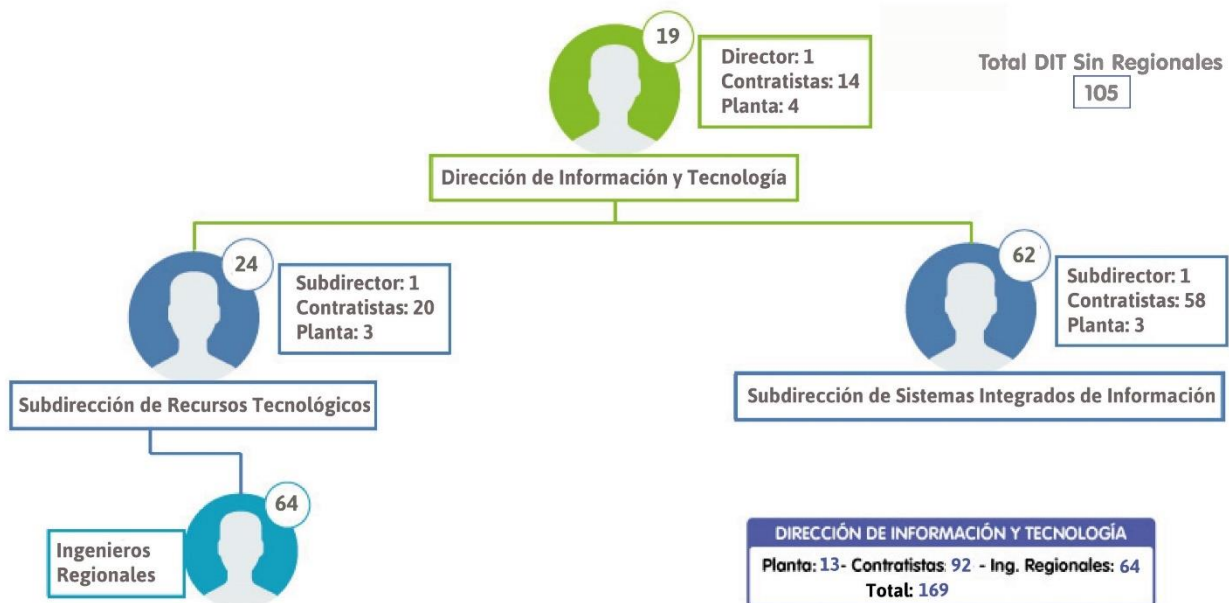 19
Director: 1
Contratistas: 14
Planta: 4
Total DIT Sin Regionales
105
Dirección de Información y Tecnología
24
Subdirector: 1
Contratistas: 20
Planta: 3
62
Subdirector: 1
Contratistas: 58
Planta: 3
Subdirección de Recursos Tecnológicos
Subdirección de Sistemas Integrados de Información
64
Ingenieros
Regionales
DIRECCIÓN DE INFORMACIÓN Y TECNOLOGÍA
Planta: 13- Contratistas: 92 - Ing. Regionales: 64
Total: 169